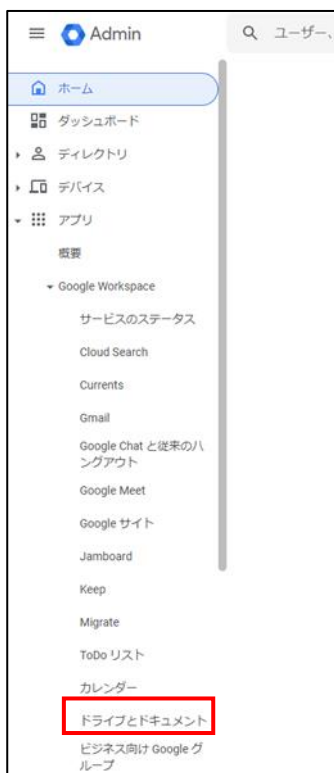 Admin
ユーザー、
ホーム
ダッシュボード
ディレクトリ
デバイス
アプリ
概要
Google Workspace
サービスのステータス
Cloud Search
Currents
Gmail
Google Chat と従来のハ
ングアウト
Google Meet
Google サイト
Jamboard
Keep
Migrate
ToDo リスト
カレンダー
ドライブとドキュメント
ビジネス向け Google グ
ループ